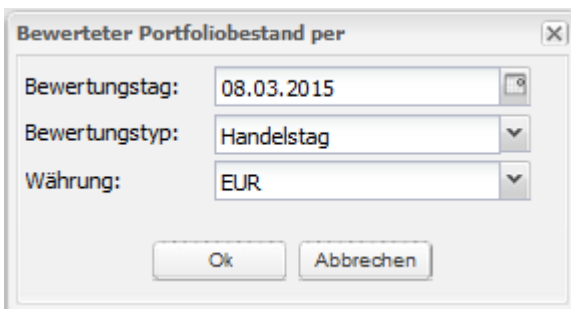 Bewerteter Portfoliobestand per
Bewertungstag: 08.03.2015
Bewertungstyp: Handelstag
Währung: EUR
Ok Abbrechen